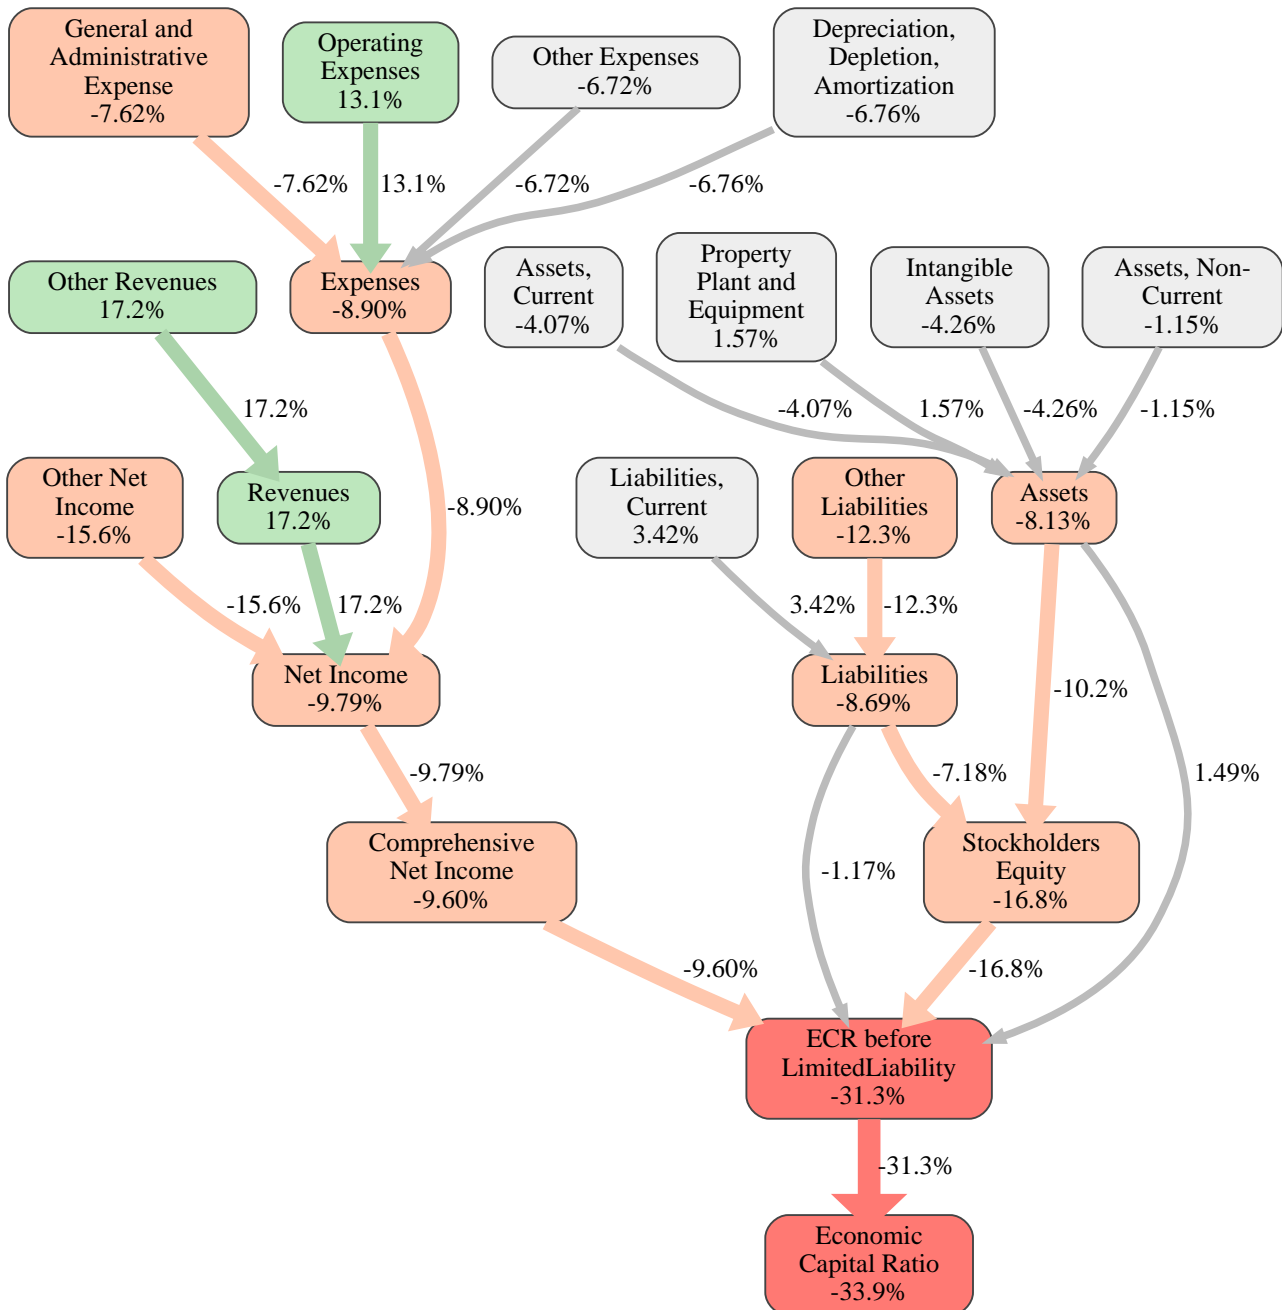 General and
Administrative
Expense
-7.62%
Operating
Expenses
13.1%
Other Expenses
-6.72%
Depreciation,
Depletion,
Amortization
-6.76%
-7.62%
13.1%
-6.72%
-6.76%
Other Revenues
17.2%
Expenses
-8.90%
Assets,
Current
-4.07%
Property
Plant and
Equipment
1.57%
Intangible
Assets
-4.26%
Assets, Non-
Current
-1.15%
17.2%
-4.07%
1.57%
-4.26%
-1.15%
Other Net
Income
-15.6%
Revenues
17.2%
-8.90%
Liabilities,
Current
3.42%
Other
Liabilities
-12.3%
Assets
-8.13%
-15.6%
17.2%
3.42%
-12.3%
Net Income
-9.79%
Liabilities
-8.69%
-10.2%
-9.79%
-7.18%
1.49%
Comprehensive
Net Income
-9.60%
-1.17%
Stockholders
Equity
-16.8%
-9.60%
-16.8%
ECR before
LimitedLiability
-31.3%
-31.3%
Economic
Capital Ratio
-33.9%